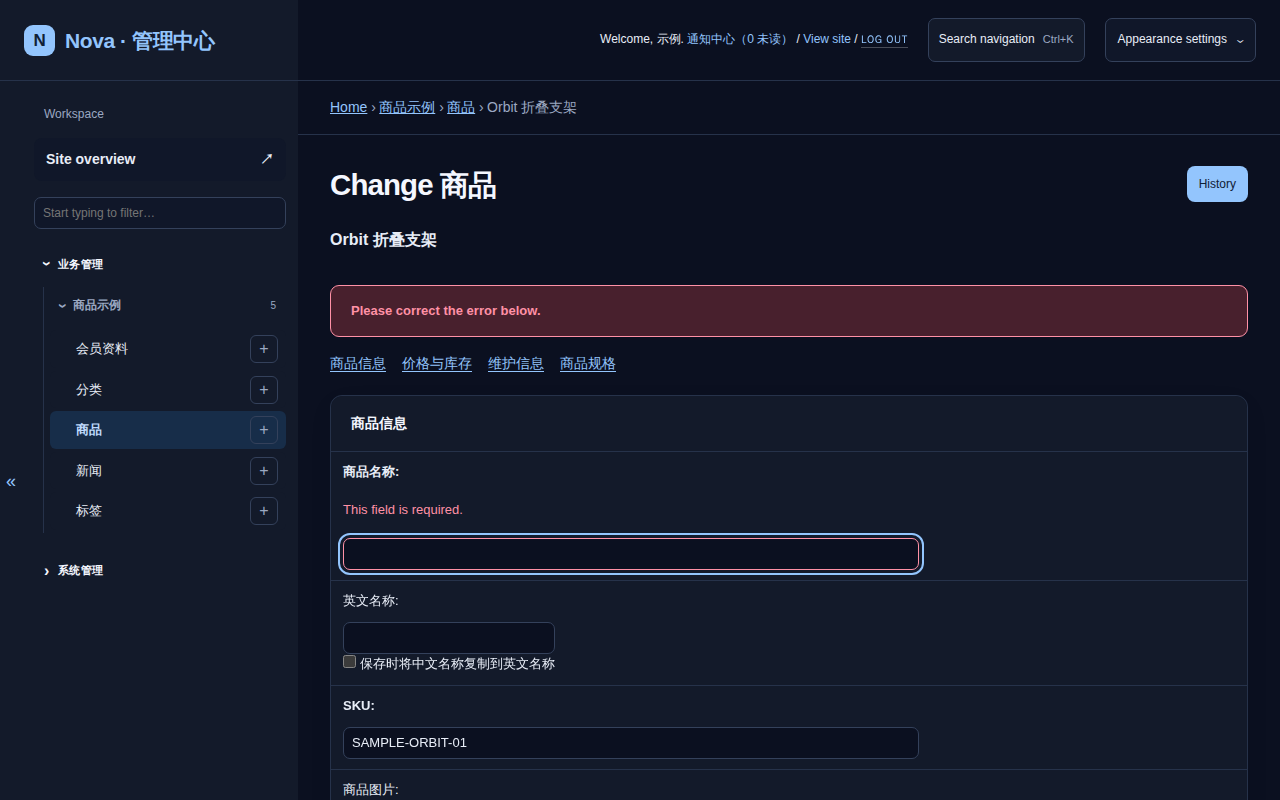 N Nova · 管理中心
Welcome, 示例. 通知中心（0 未读） / View site / LOG OUT
Search navigation Ctrl+K
Appearance settings
Workspace
Home › 商品示例 › 商品 › Orbit 折叠支架
Site overview
Start typing to filter…
业务管理
商品示例 5
会员资料 +
分类 +
商品 +
新闻 +
标签 +
系统管理
«
Change 商品
History
Orbit 折叠支架
Please correct the error below.
商品信息 价格与库存 维护信息 商品规格
商品信息
商品名称:
This field is required.
英文名称:
保存时将中文名称复制到英文名称
SKU:
SAMPLE-ORBIT-01
商品图片: